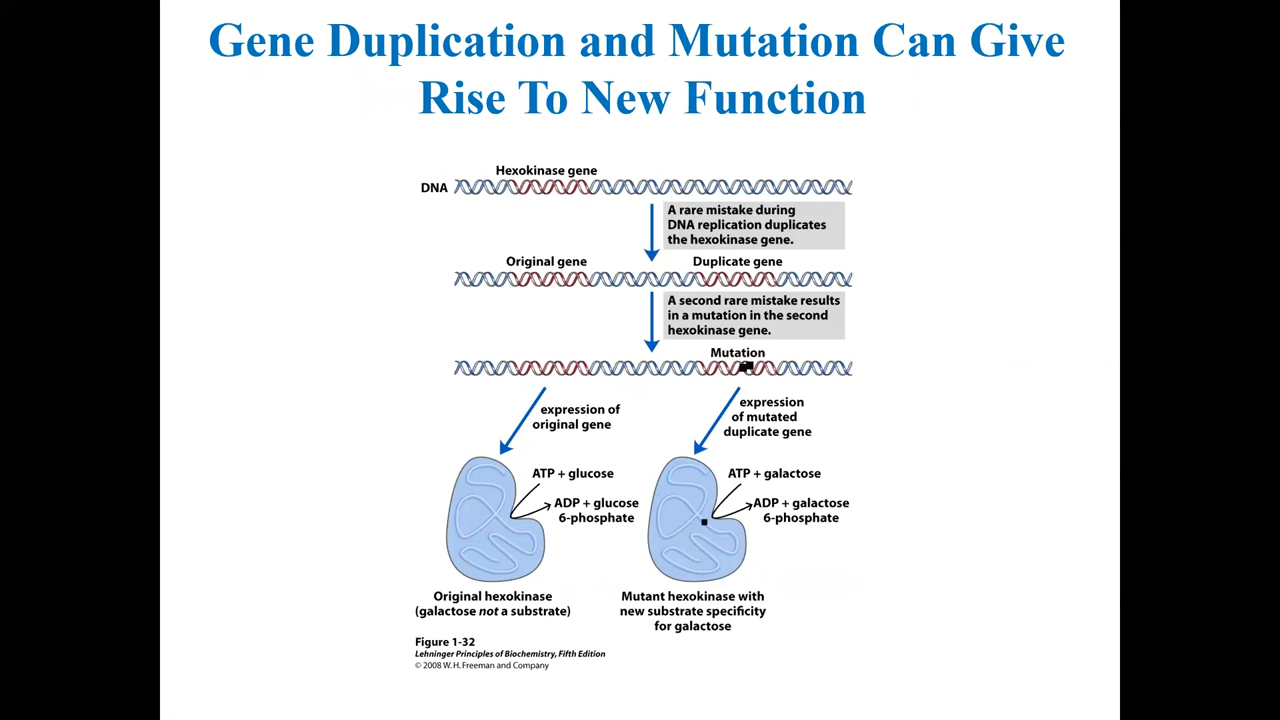 Gene Duplication and Mutation Can Give
Rise To New Function
Hexokinase gene
DNA
A rare mistake during
DNA replication duplicates
the hexokinase gene.
Original gene
Duplicate gene
A second rare mistake results
in a mutation in the second
hexokinase gene.
Mutation
expression of
original gene
expression
of mutated
duplicate gene
ATP + glucose
ADP + glucose
6-phosphate
ATP + galactose
ADP + galactose
6-phosphate
Original hexokinase
(galactose not a substrate)
Mutant hexokinase with
new substrate specificity
for galactose
Figure 1-32
Lehninger Principles of Biochemistry, Fifth Edition
© 2008 W. H. Freeman and Company